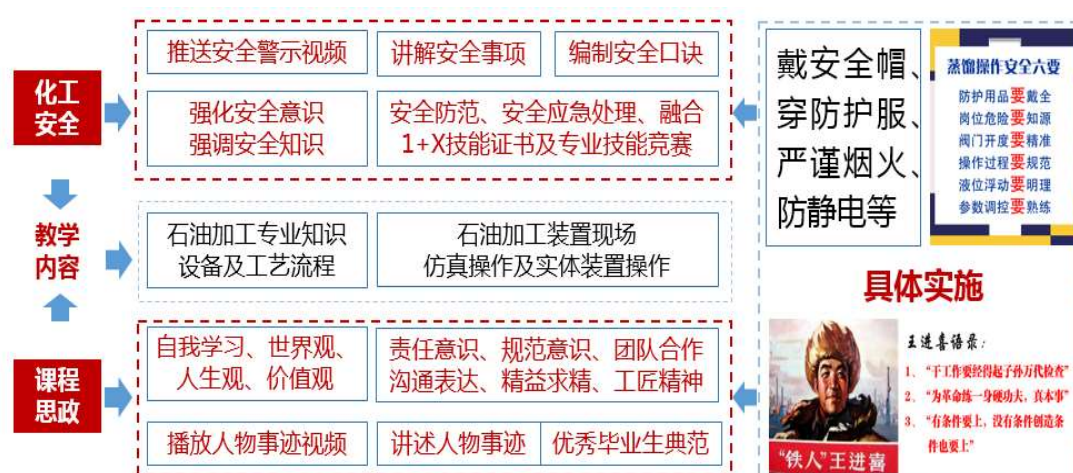 推送安全警示视频
讲解安全事项
编制安全口诀
化工
安全
强化安全意识
强调安全知识
安全防范、安全应急处理、融合
1+X技能证书及专业技能竞赛
戴安全帽、
穿防护服、
严谨烟火、
防静电等
蒸馏操作安全六要
防护用品要戴全
岗位危险要知源
阀门开度要精准
操作过程要规范
液位浮动要明理
参数调控要熟练
教学
内容
石油加工专业知识
设备及工艺流程
石油加工装置现场
仿真操作及实体装置操作
具体实施
课程
思政
自我学习、世界观、
人生观、价值观
责任意识、规范意识、团队合作
沟通表达、精益求精、工匠精神
播放人物事迹视频
讲述人物事迹
优秀毕业生典范
“铁人”王进喜
王进喜语录：
1、“干工作要经得起子孙万代检查”
2、“为革命练一身硬功夫，真本事”
3、“有条件要上，没有条件创造条
件也要上”